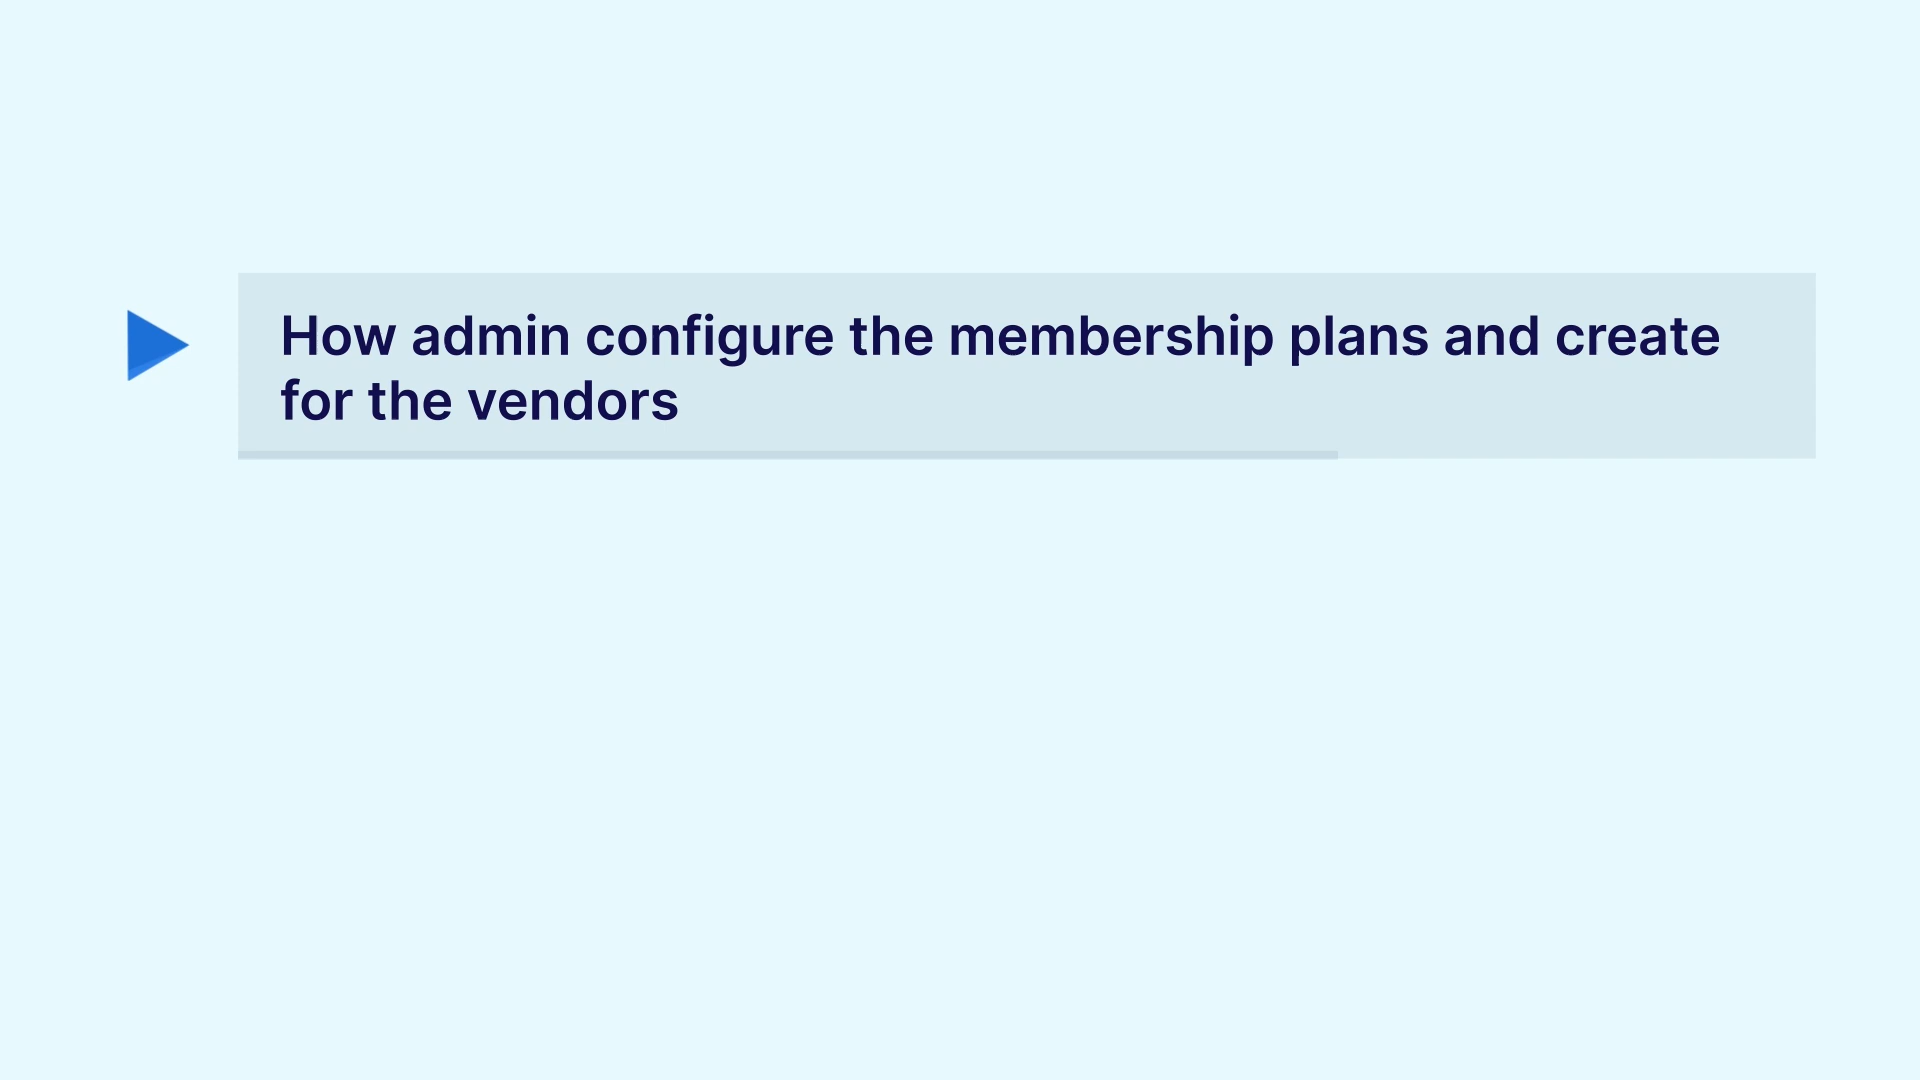 How admin configure the membership plans and create
for the vendors